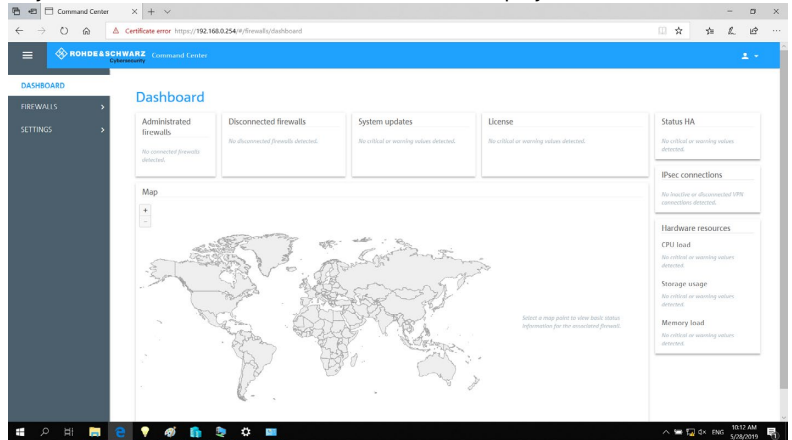 Command Center
Certificate error https://192.168.0.254/#/firewalls/dashboard
ROHDE&SCHWARZ
Cybersecurity
Command Center
DASHBOARD
FIREWALLS
SETTINGS
Dashboard
Administrated
firewalls
No connected firewalls
detected.
Disconnected firewalls
No disconnected firewalls detected.
System updates
No critical or warning values detected.
License
No critical or warning values detected.
Status HA
No critical or warning values
detected.
IPsec connections
No inactive or disconnected VPN
connections detected.
Map
+
-
Select a map point to view basic status
information for the associated firewall.
Hardware resources
CPU load
No critical or warning values
detected.
Storage usage
No critical or warning values
detected.
Memory load
No critical or warning values
detected.
ENG
10:12 AM
5/28/2019